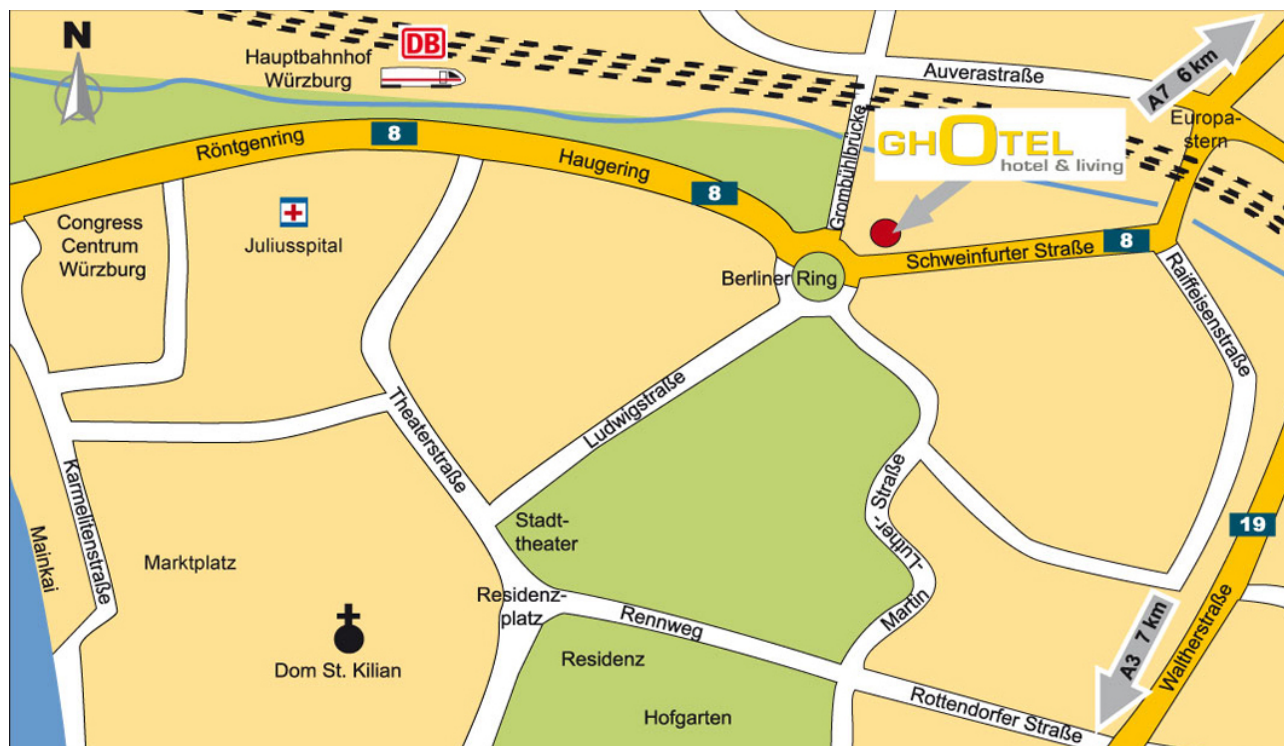 N
Hauptbahnhof
Würzburg
DB
Auverastraße
A7 6 km
Europa-
stern
GHOTEL
hotel & living
Röntgenring
8
Haugering
8
Grombühlbrücke
Schweinfurter Straße
8
Congress
Centrum
Würzburg
Juliusspital
Berliner Ring
Raiffeisenstraße
Theaterstraße
Ludwigstraße
Karmelitenstraße
Mainkai
Marktplatz
Stadt-
theater
Martin
-Luther-
Straße
19
Residenz-
platz
Rennweg
Dom St. Kilian
Residenz
Hofgarten
Rottendorfer Straße
A3 7 km
Waltherstraße